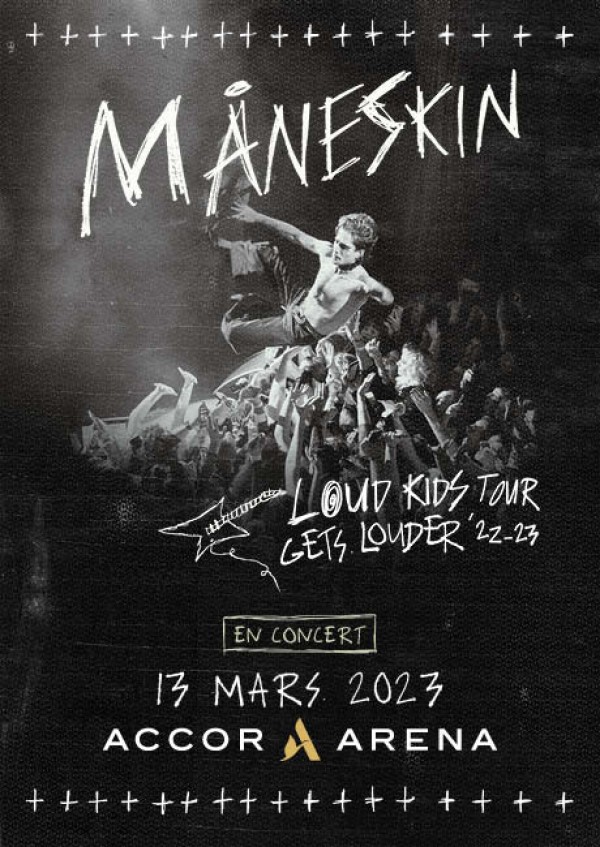 MÅNESKIN
LOUD KIDS TOUR
GETS LOUDER '22-23
EN CONCERT
13 MARS 2023
ACCOR ARENA